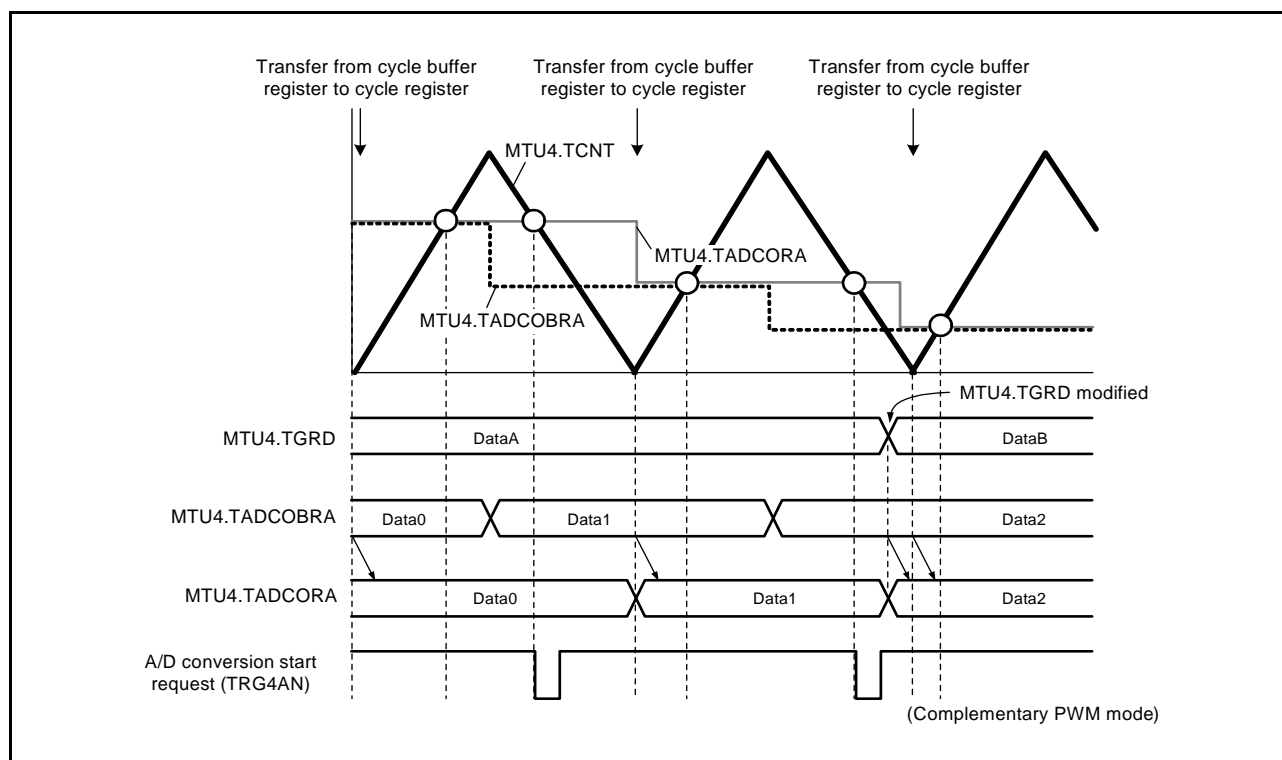 Transfer from cycle buffer
register to cycle register
Transfer from cycle buffer
register to cycle register
Transfer from cycle buffer
register to cycle register
MTU4.TCNT
MTU4.TADCORA
MTU4.TADCOBRA
MTU4.TGRD modified
MTU4.TGRD
DataA
DataB
MTU4.TADCOBRA
Data0
Data1
Data2
MTU4.TADCORA
Data0
Data1
Data2
A/D conversion start
request (TRG4AN)
(Complementary PWM mode)